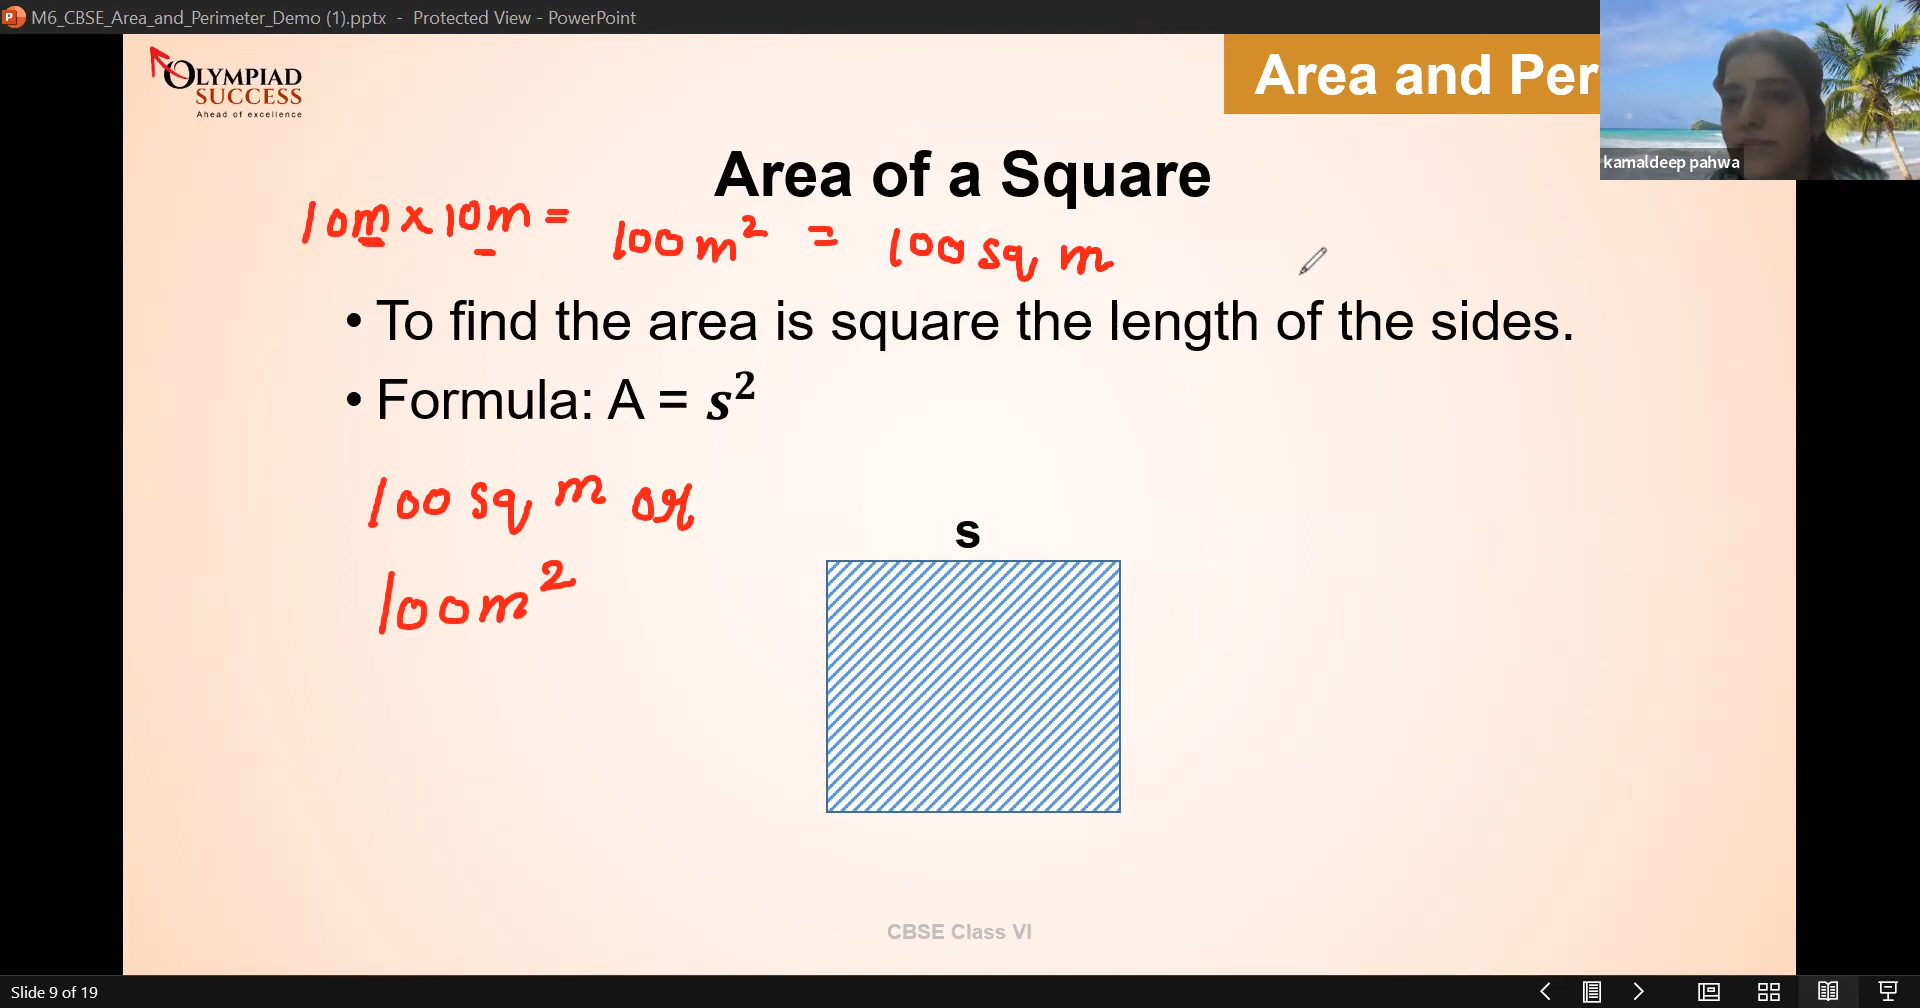 M6_CBSE_Area_and_Perimeter_Demo (1).pptx - Protected View - PowerPoint
OLYMPIAD
SUCCESS
Ahead of excellence
Area and Per
kamaldeep pahwa
Area of a Square
10m × 10m = 100m² = 100 sq m
• To find the area is square the length of the sides.
• Formula: A = s²
100 sq m or
100m²
s
CBSE Class VI
Slide 9 of 19